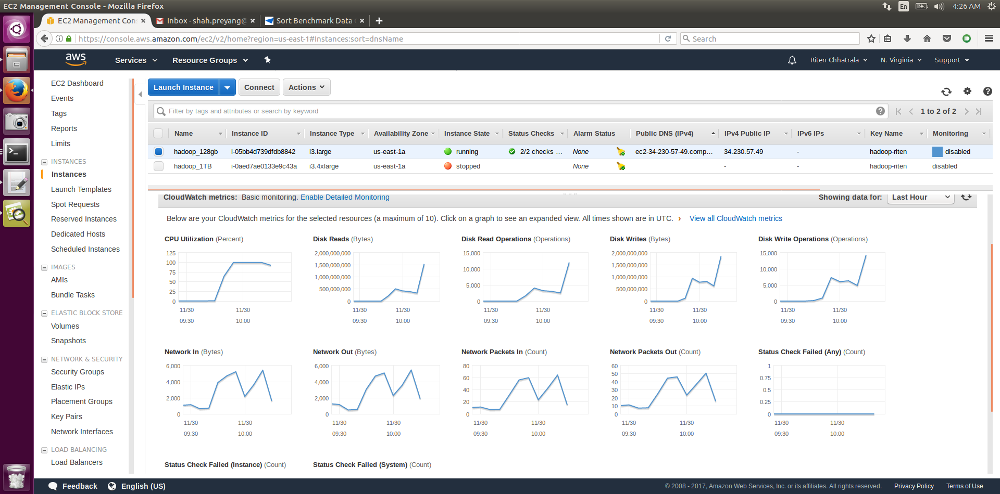 EC2 Management Console - Mozilla Firefox
En
4:26 AM
EC2 Management Cons
Inbox - shah.preyang@
Sort Benchmark Data
https://console.aws.amazon.com/ec2/v2/home?region=us-east-1#Instances:sort=dnsName
Search
aws
Services
Resource Groups
Riten Chhatrala
N. Virginia
Support
EC2 Dashboard
Events
Tags
Reports
Limits
INSTANCES
Instances
Launch Templates
Spot Requests
Reserved Instances
Dedicated Hosts
Scheduled Instances
IMAGES
AMIs
Bundle Tasks
ELASTIC BLOCK STORE
Volumes
Snapshots
NETWORK & SECURITY
Security Groups
Elastic IPs
Placement Groups
Key Pairs
Network Interfaces
LOAD BALANCING
Load Balancers
Launch Instance
Connect
Actions
Filter by tags and attributes or search by keyword
1 to 2 of 2
Name Instance ID Instance Type Availability Zone Instance State Status Checks Alarm Status Public DNS (IPv4) IPv4 Public IP IPv6 IPs Key Name Monitoring
hadoop_128gb i-05bb4d739dfdb8842 i3.large us-east-1a running 2/2 checks ... None ec2-34-230-57-49.comp... 34.230.57.49 - hadoop-riten disabled
hadoop_1TB i-0aed7ae0133e9c43a i3.4xlarge us-east-1a stopped None - - hadoop-riten disabled
CloudWatch metrics: Basic monitoring. Enable Detailed Monitoring
Showing data for: Last Hour
Below are your CloudWatch metrics for the selected resources (a maximum of 10). Click on a graph to see an expanded view. All times shown are in UTC. › View all CloudWatch metrics
CPU Utilization (Percent)
125
100
75
50
25
0
11/30 11/30
09:30 10:00
Disk Reads (Bytes)
2,000,000,000
1,500,000,000
1,000,000,000
500,000,000
0
11/30 11/30
09:30 10:00
Disk Read Operations (Operations)
15,000
10,000
5,000
0
11/30 11/30
09:30 10:00
Disk Writes (Bytes)
2,000,000,000
1,500,000,000
1,000,000,000
500,000,000
0
11/30 11/30
09:30 10:00
Disk Write Operations (Operations)
15,000
10,000
5,000
0
11/30 11/30
09:30 10:00
Network In (Bytes)
6,000
4,000
2,000
0
11/30 11/30
09:30 10:00
Network Out (Bytes)
6,000
4,000
2,000
0
11/30 11/30
09:30 10:00
Network Packets In (Count)
80
60
40
20
0
11/30 11/30
09:30 10:00
Network Packets Out (Count)
60
50
40
30
20
10
0
11/30 11/30
09:30 10:00
Status Check Failed (Any) (Count)
1
0.75
0.5
0.25
0
11/30 11/30
09:30 10:00
Status Check Failed (Instance) (Count)
Status Check Failed (System) (Count)
Feedback
English (US)
© 2008 - 2017, Amazon Web Services, Inc. or its affiliates. All rights reserved.
Privacy Policy
Terms of Use